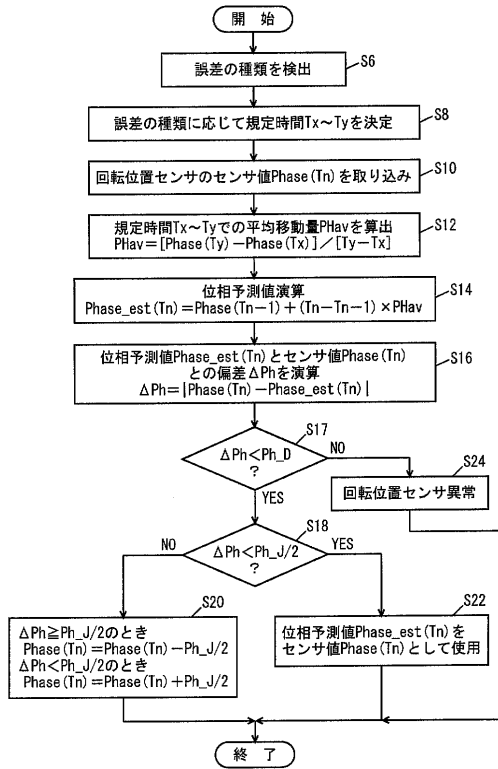 開 始
S6
誤差の種類を検出
S8
誤差の種類に応じて規定時間Tx～Tyを決定
S10
回転位置センサのセンサ値Phase(Tn)を取り込み
S12
規定時間Tx～Tyでの平均移動量PHavを算出
PHav=[Phase(Ty)-Phase(Tx)]/[Ty-Tx]
S14
位相予測値演算
Phase_est(Tn)=Phase(Tn-1)+(Tn-Tn-1)×PHav
S16
位相予測値Phase_est(Tn)とセンサ値Phase(Tn)
との偏差ΔPhを演算
ΔPh=|Phase(Tn)-Phase_est(Tn)|
S17
ΔPh<Ph_D
?
NO
YES
S24
回転位置センサ異常
S18
ΔPh<Ph_J/2
?
NO
YES
S20
ΔPh≧Ph_J/2のとき
Phase(Tn)=Phase(Tn)-Ph_J/2
ΔPh<Ph_J/2のとき
Phase(Tn)=Phase(Tn)+Ph_J/2
S22
位相予測値Phase_est(Tn)を
センサ値Phase(Tn)として使用
終 了